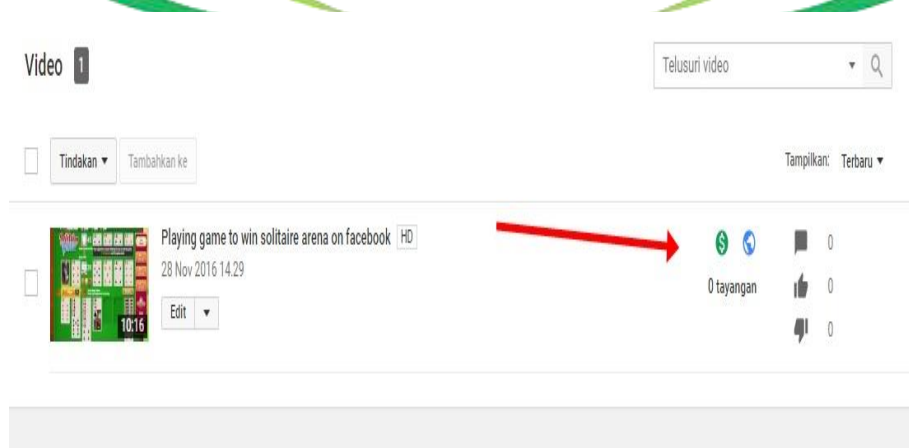 Video 1
Telusuri video
Tindakan
Tambahkan ke
Tampilkan: Terbaru
Playing game to win solitaire arena on facebook HD
28 Nov 2016 14.29
Edit
10:16
$
0 tayangan
0
0
0